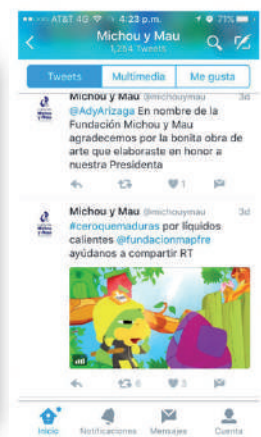 AT&T 4G 4:23 p.m. 71%
Michou y Mau
1,264 Tweets
Tweets Multimedia Me gusta
Michou y Mau @michouymau 3d
@AdyArizaga En nombre de la
Fundación Michou y Mau
agradecemos por la bonita obra de
arte que elaboraste en honor a
nuestra Presidenta
1
Michou y Mau @michouymau 3d
#ceroquemaduras por líquidos
calientes @fundacionmapfre
ayúdanos a compartir RT
6 3
Inicio Notificaciones Mensajes Cuenta